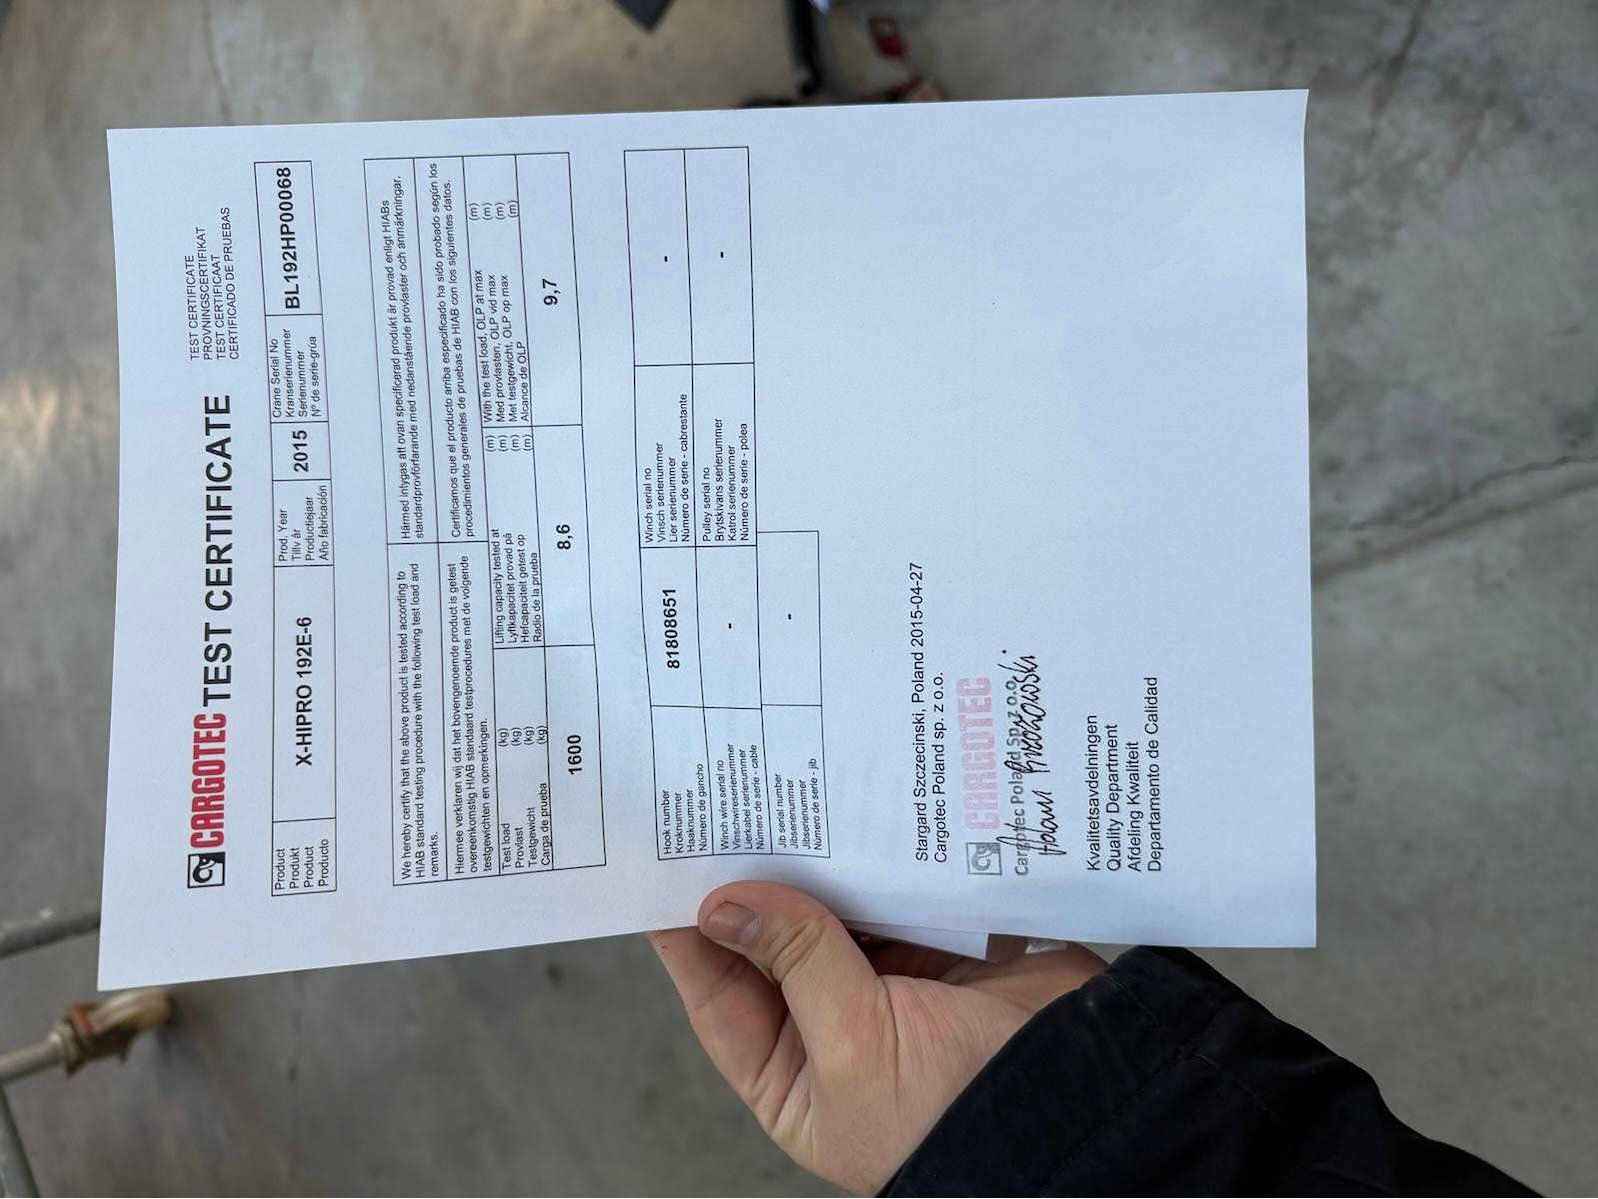 CARGOTEC TEST CERTIFICATE
TEST CERTIFICATE
PROVNINGSCERTIFIKAT
TEST CERTIFICAAT
CERTIFICADO DE PRUEBAS
Product
Produkt
Product
Producto
X-HIPRO 192E-6
Prod. Year
Tillv år
Productiejaar
Año fabricación
2015
Crane Serial No
Kranserienummer
Serienummer
Nº de serie-grúa
BL192HP00068
We hereby certify that the above product is tested according to
HIAB standard testing procedure with the following test load and
remarks.
Härmed intygas att ovan specificerad produkt är provad enligt HIABs
standardprovförfarande med nedanstående provlaster och anmärkningar.
Hiermee verklaren wij dat het bovengenoemde product is getest
overeenkomstig HIAB standaard testprocedures met de volgende
testgewichten en opmerkingen.
Certificamos que el producto arriba especificado ha sido probado según los
procedimientos generales de pruebas de HIAB con los siguientes datos.
Test load (kg)
Provlast (kg)
Testgewicht (kg)
Carga de prueba (kg)
1600
Lifting capacity tested at (m)
Lyftkapacitet provad på (m)
Hefcapaciteit getest op (m)
Radio de la prueba (m)
8,6
With the test load, OLP at max (m)
Med provlasten, OLP vid max (m)
Met testgewicht, OLP op max (m)
Alcance de OLP (m)
9,7
Hook number
Kroknummer
Haaknummer
Número de gancho
81808651
Winch serial no
Vinsch serienummer
Lier serienummer
Número de serie - cabrestante
-
Winch wire serial no
Vinschwireserienummer
Lierkabel serienummer
Número de serie - cable
-
Pulley serial no
Brytskivans serienummer
Katrol serienummer
Número de serie - polea
-
Jib serial number
Jibserienummer
Jibserienummer
Número de serie - jib
-
Stargard Szczecinski, Poland 2015-04-27
Cargotec Poland sp. z o.o.
CARGOTEC
Cargotec Poland Sp. z o.o.
Kvalitetsavdelningen
Quality Department
Afdeling Kwaliteit
Departamento de Calidad